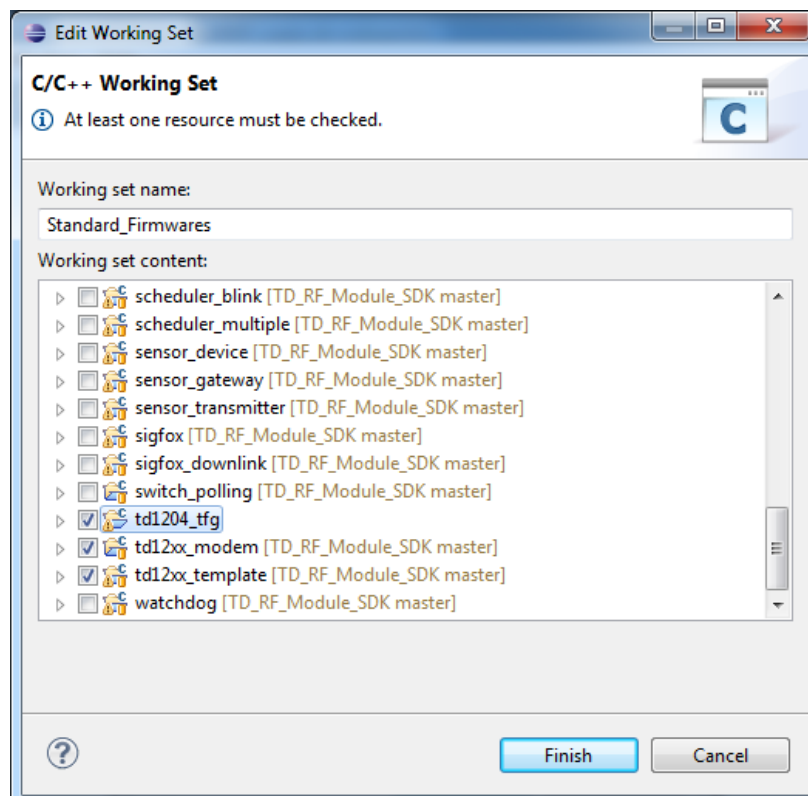 Edit Working Set
C/C++ Working Set
At least one resource must be checked.
C
Working set name:
Standard_Firmwares
Working set content:
scheduler_blink [TD_RF_Module_SDK master]
scheduler_multiple [TD_RF_Module_SDK master]
sensor_device [TD_RF_Module_SDK master]
sensor_gateway [TD_RF_Module_SDK master]
sensor_transmitter [TD_RF_Module_SDK master]
sigfox [TD_RF_Module_SDK master]
sigfox_downlink [TD_RF_Module_SDK master]
switch_polling [TD_RF_Module_SDK master]
td1204_tfg
td12xx_modem [TD_RF_Module_SDK master]
td12xx_template [TD_RF_Module_SDK master]
watchdog [TD_RF_Module_SDK master]
? Finish Cancel